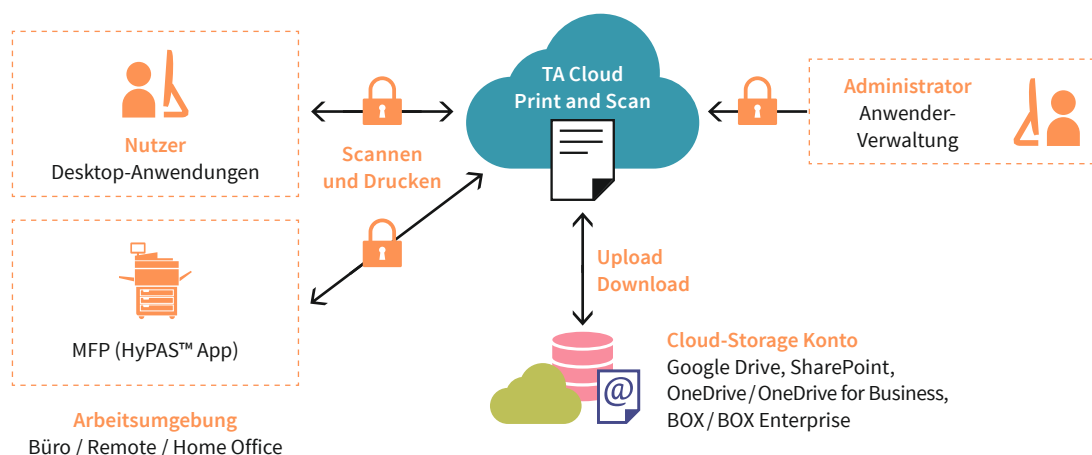 Nutzer
Desktop-Anwendungen
MFP (HyPAS™ App)
Arbeitsumgebung
Büro / Remote / Home Office
Scannen
und Drucken
TA Cloud
Print and Scan
Upload
Download
@
Cloud-Storage Konto
Google Drive, SharePoint,
OneDrive / OneDrive for Business,
BOX / BOX Enterprise
Administrator
Anwender-
Verwaltung